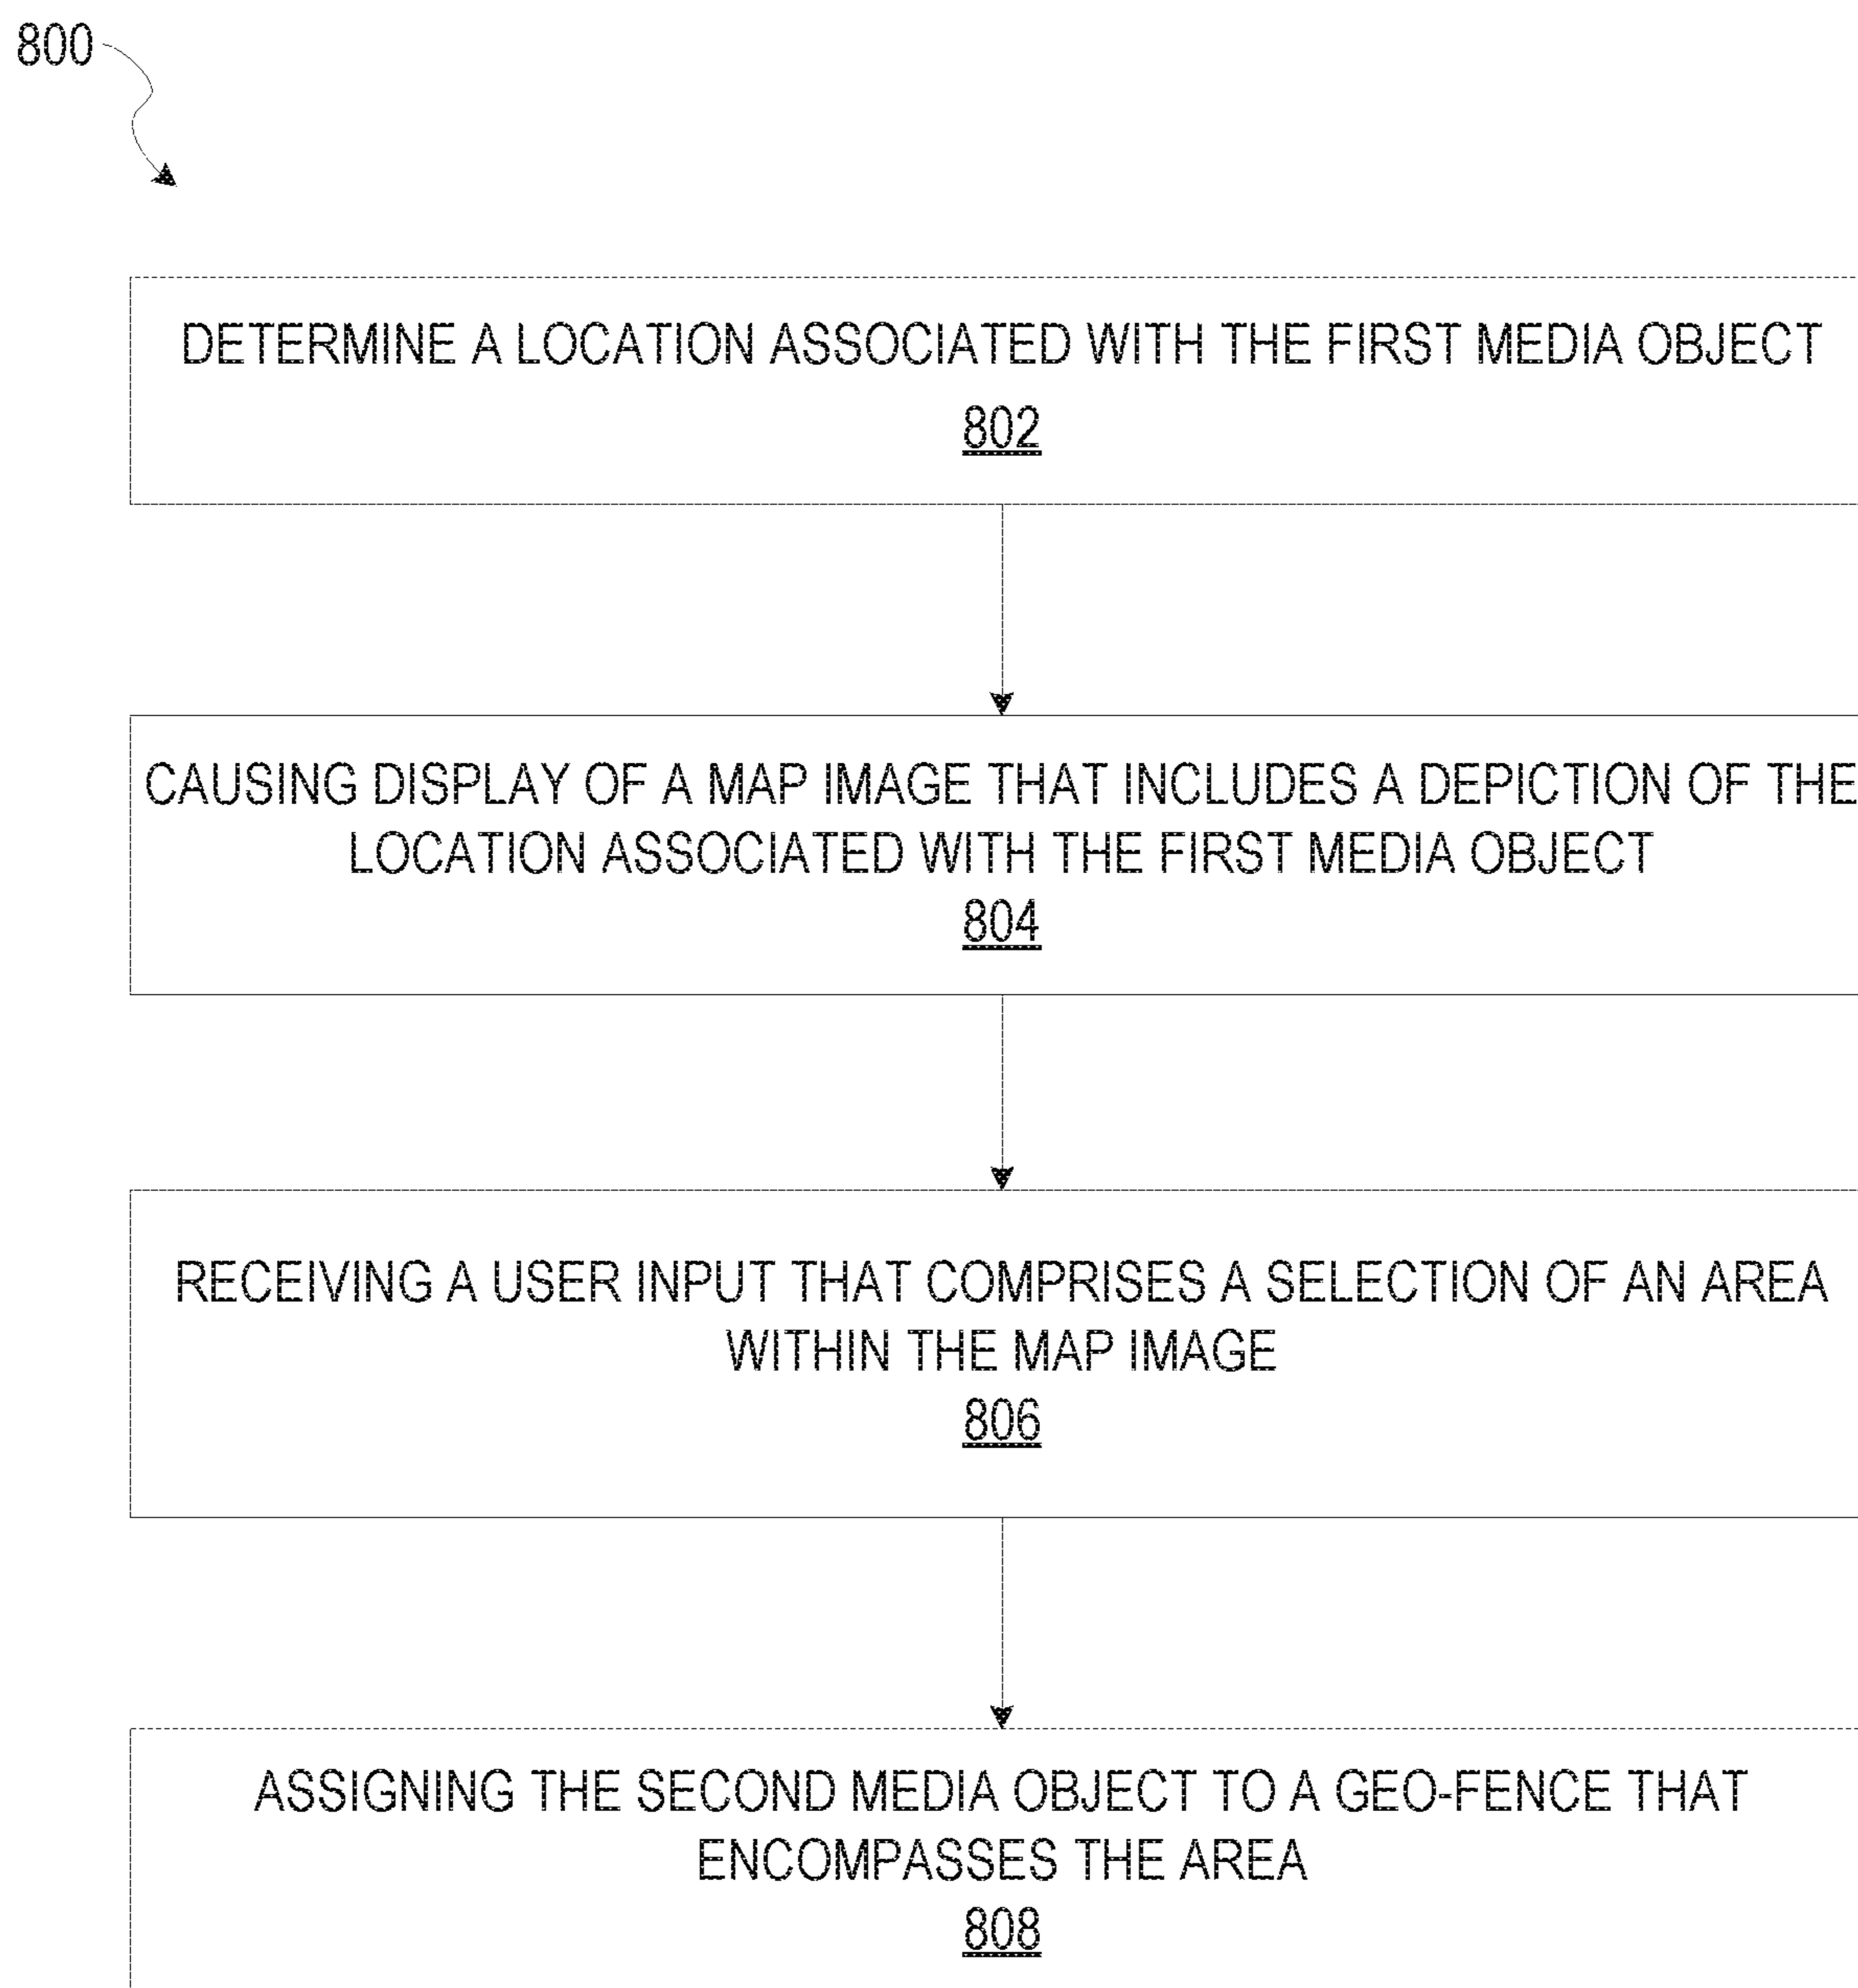 800
DETERMINE A LOCATION ASSOCIATED WITH THE FIRST MEDIA OBJECT
802
CAUSING DISPLAY OF A MAP IMAGE THAT INCLUDES A DEPICTION OF THE
LOCATION ASSOCIATED WITH THE FIRST MEDIA OBJECT
804
RECEIVING A USER INPUT THAT COMPRISES A SELECTION OF AN AREA
WITHIN THE MAP IMAGE
806
ASSIGNING THE SECOND MEDIA OBJECT TO A GEO-FENCE THAT
ENCOMPASSES THE AREA
808